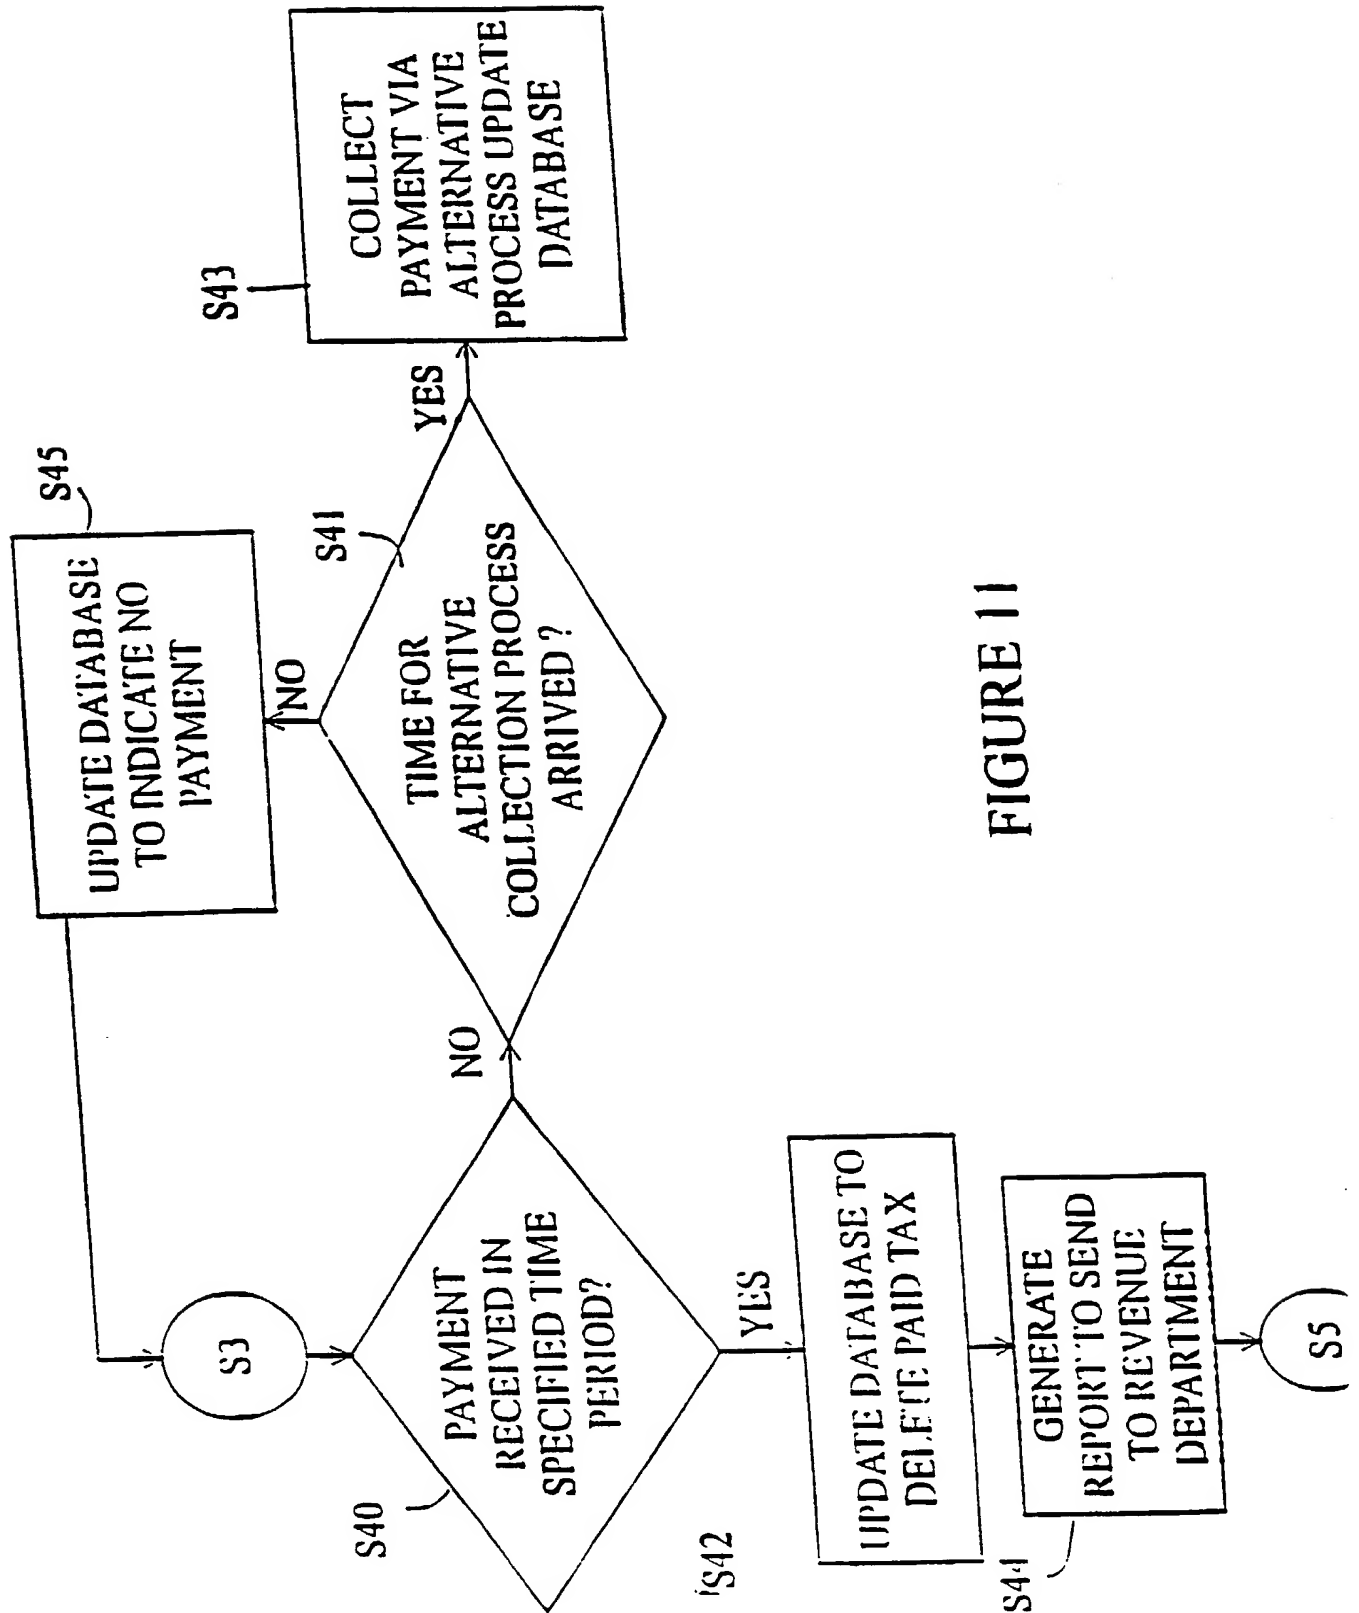 S3
S40
PAYMENT
RECEIVED IN
SPECIFIED TIME
PERIOD?
NO
YES
S41
TIME FOR
ALTERNATIVE
COLLECTION PROCESS
ARRIVED ?
NO
YES
S45
UPDATE DATABASE
TO INDICATE NO
PAYMENT
S43
COLLECT
PAYMENT VIA
ALTERNATIVE
PROCESS UPDATE
DATABASE
S42
UPDATE DATABASE TO
DELETE PAID TAX
S44
GENERATE
REPORT TO SEND
TO REVENUE
DEPARTMENT
S5
FIGURE 11